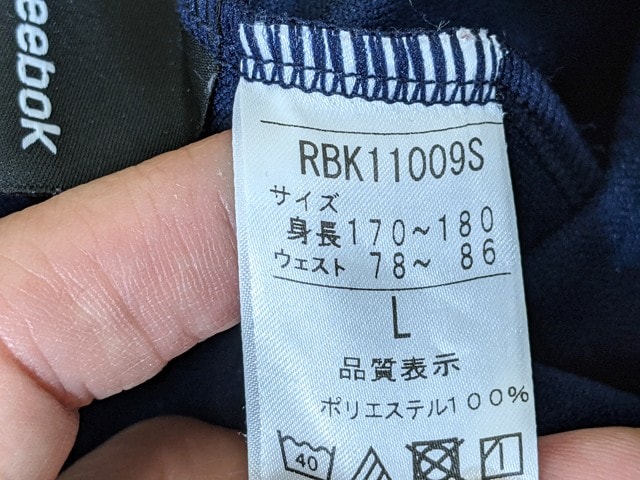 eebok
RBK11009S
サイズ
身長170~180
ウェスト 78~ 86
L
品質表示
ポリエステル100%
40
1